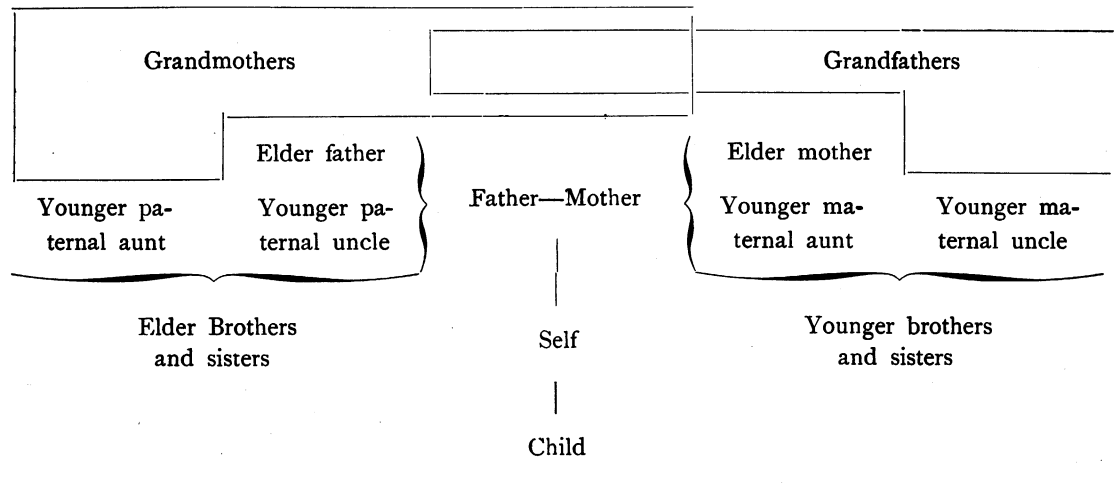 Grandmothers
Grandfathers
Elder father
Elder mother
Younger pa-
ternal aunt
Younger pa-
ternal uncle
Father—Mother
Younger ma-
ternal aunt
Younger ma-
ternal uncle
Elder Brothers
and sisters
Self
Younger brothers
and sisters
Child